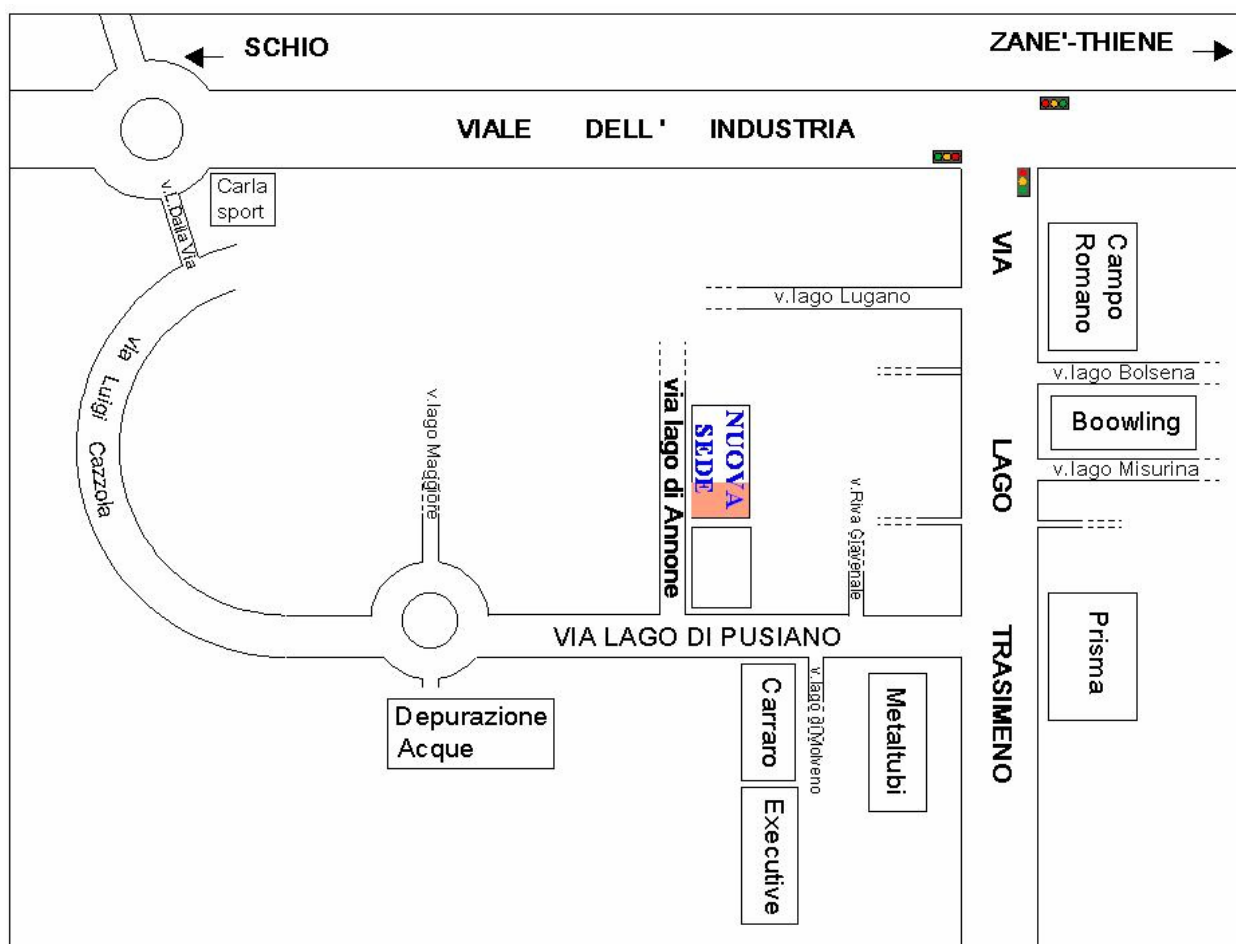 SCHIO
ZANE'-THIENE
VIALE DELL' INDUSTRIA
Carla
sport
v.L.Dalla Via
VIA LAGO TRASIMENO
Campo
Romano
v.lago Lugano
v.lago Bolsena
Boowling
v.lago Misurina
via Luigi Cazzola
v.lago Maggiore
via lago di Annone
NUOVA
SEDE
v.Riva Giavenale
VIA LAGO DI PUSIANO
Prisma
Depurazione
Acque
Carraro
v.lago di Molveno
Metaltubi
Executive